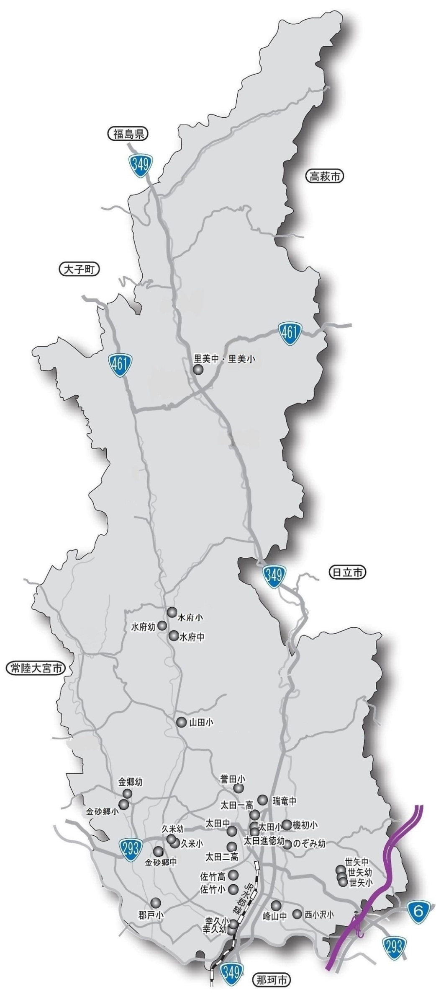 福島県
349
高萩市
大子町
461
461
里美中・里美小
349
日立市
水府小
水府幼
水府中
常陸大宮市
山田小
金郷幼
誉田小
瑞竜中
太田一高
金砂郷小
太田中
太田小
機初小
久米幼
久米小
太田進徳幼
のぞみ幼
293
金砂郷中
太田二高
世矢中
世矢幼
世矢小
佐竹高
佐竹小
JR水郡線
郡戸小
峰山中
西小沢小
6
幸久小
幸久幼
293
349
那珂市